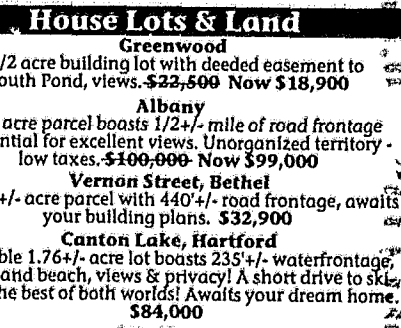 House Lots & Land
Greenwood
/2 acre building lot with deeded easement to
outh Pond, views. $22,500 Now $18,900
Albany
acre parcel boasts 1/2+/- mile of road frontage
ntial for excellent views. Unorganized territory -
low taxes. $100,000 Now $99,000
Vernon Street, Bethel
+/- acre parcel with 440'+/- road frontage, awaits
your building plans. $32,900
Canton Lake, Hartford
ble 1.76+/- acre lot boasts 235'+/- waterfrontage,
and beach, views & privacy! A short drive to ski-
he best of both worlds! Awaits your dream home.
$84,000